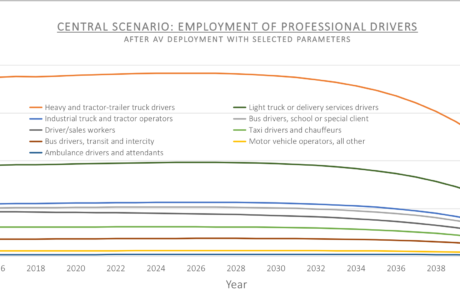 CENTRAL SCENARIO: EMPLOYMENT OF PROFESSIONAL DRIVERS
AFTER AV DEPLOYMENT WITH SELECTED PARAMETERS
Heavy and tractor-trailer truck drivers
Light truck or delivery services drivers
Industrial truck and tractor operators
Bus drivers, school or special client
Driver/sales workers
Taxi drivers and chauffeurs
Bus drivers, transit and intercity
Motor vehicle operators, all other
Ambulance drivers and attendants
6 2018 2020 2022 2024 2026 2028 2030 2032 2034 2036 2038
Year